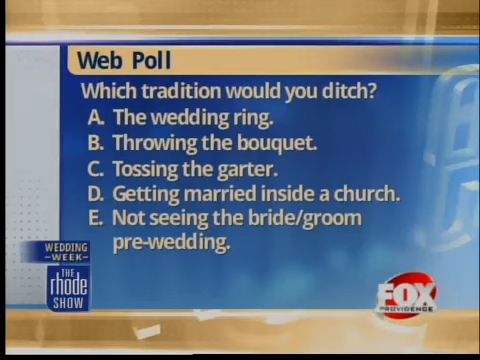 Web Poll
Which tradition would you ditch?
A. The wedding ring.
B. Throwing the bouquet.
C. Tossing the garter.
D. Getting married inside a church.
E. Not seeing the bride/groom
pre-wedding.
WEDDING
-WEEK-
THE
rhode
SHOW
FOX
PROVIDENCE